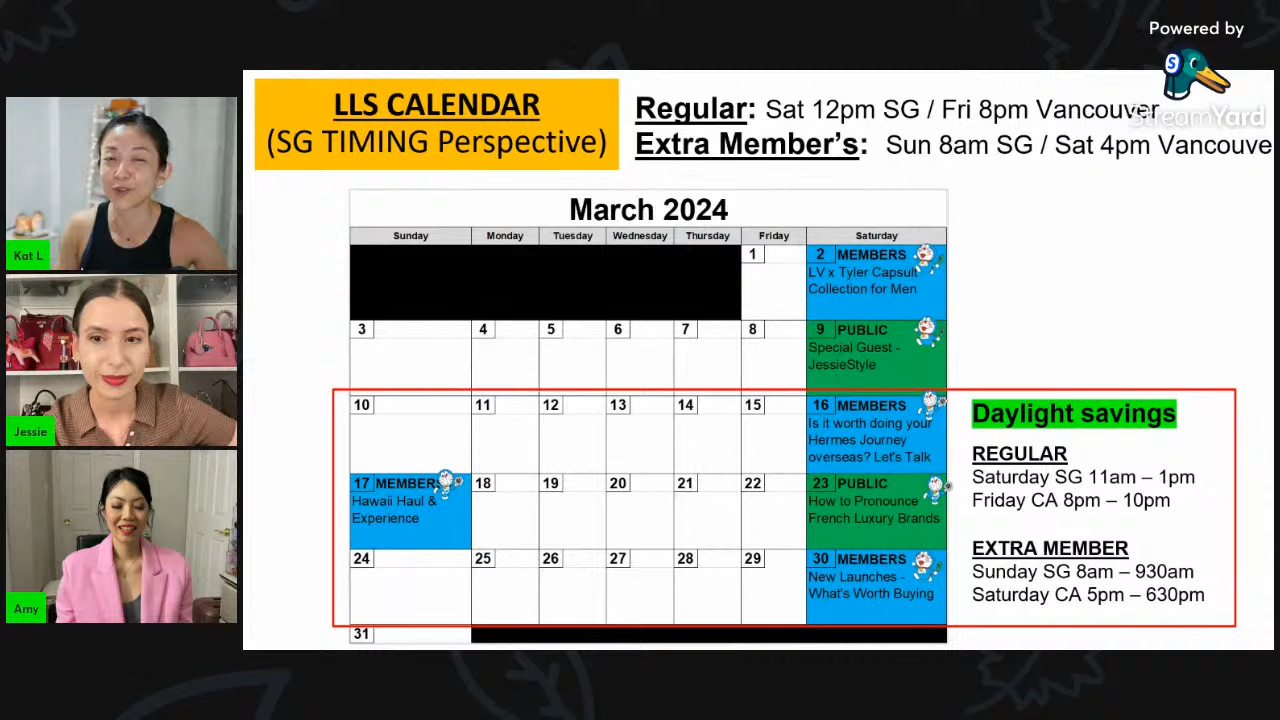 Powered by
StreamYard
LLS CALENDAR
(SG TIMING Perspective)
Regular: Sat 12pm SG / Fri 8pm Vancouver
Extra Member's: Sun 8am SG / Sat 4pm Vancouve
Kat L
Jessie
Amy
March 2024
Sunday Monday Tuesday Wednesday Thursday Friday Saturday
1 2 MEMBERS
LV x Tyler Capsult
Collection for Men
3 4 5 6 7 8 9 PUBLIC
Special Guest -
JessieStyle
10 11 12 13 14 15 16 MEMBERS
Is it worth doing your
Hermes Journey
overseas? Let's Talk
17 MEMBERS 18 19 20 21 22 23 PUBLIC
Hawaii Haul &
Experience
How to Pronounce
French Luxury Brands
24 25 26 27 28 29 30 MEMBERS
New Launches -
What's Worth Buying
31
Daylight savings
REGULAR
Saturday SG 11am – 1pm
Friday CA 8pm – 10pm
EXTRA MEMBER
Sunday SG 8am – 930am
Saturday CA 5pm – 630pm